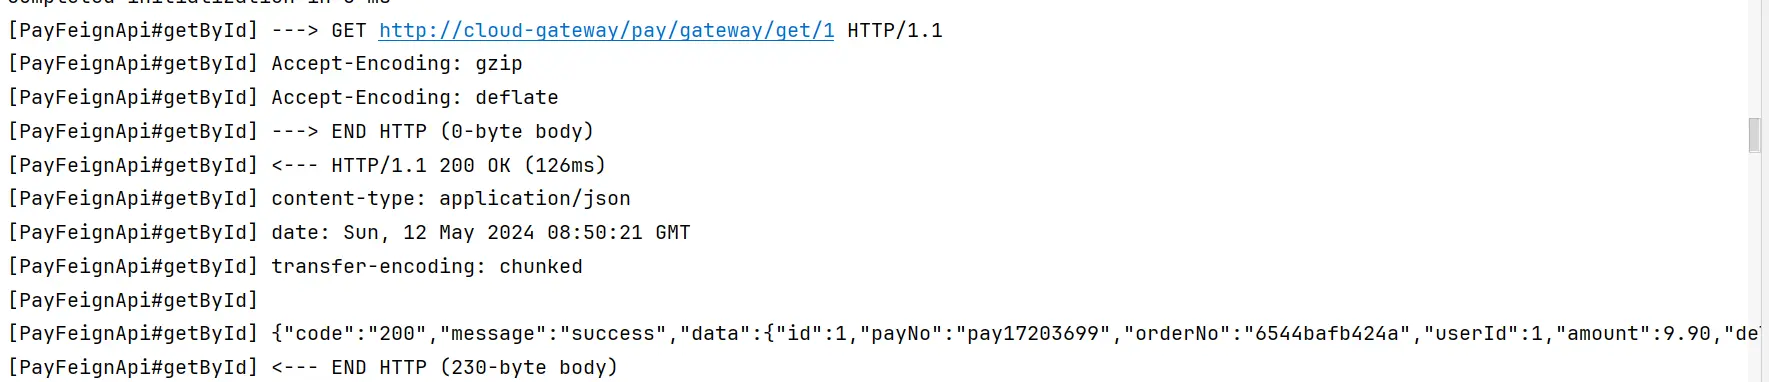 [PayFeignApi#getById] ---> GET http://cloud-gateway/pay/gateway/get/1 HTTP/1.1
[PayFeignApi#getById] Accept-Encoding: gzip
[PayFeignApi#getById] Accept-Encoding: deflate
[PayFeignApi#getById] ---> END HTTP (0-byte body)
[PayFeignApi#getById] <--- HTTP/1.1 200 OK (126ms)
[PayFeignApi#getById] content-type: application/json
[PayFeignApi#getById] date: Sun, 12 May 2024 08:50:21 GMT
[PayFeignApi#getById] transfer-encoding: chunked
[PayFeignApi#getById]
[PayFeignApi#getById] {"code":"200","message":"success","data":{"id":1,"payNo":"pay17203699","orderNo":"6544bafb424a","userId":1,"amount":9.90,"de
[PayFeignApi#getById] <--- END HTTP (230-byte body)